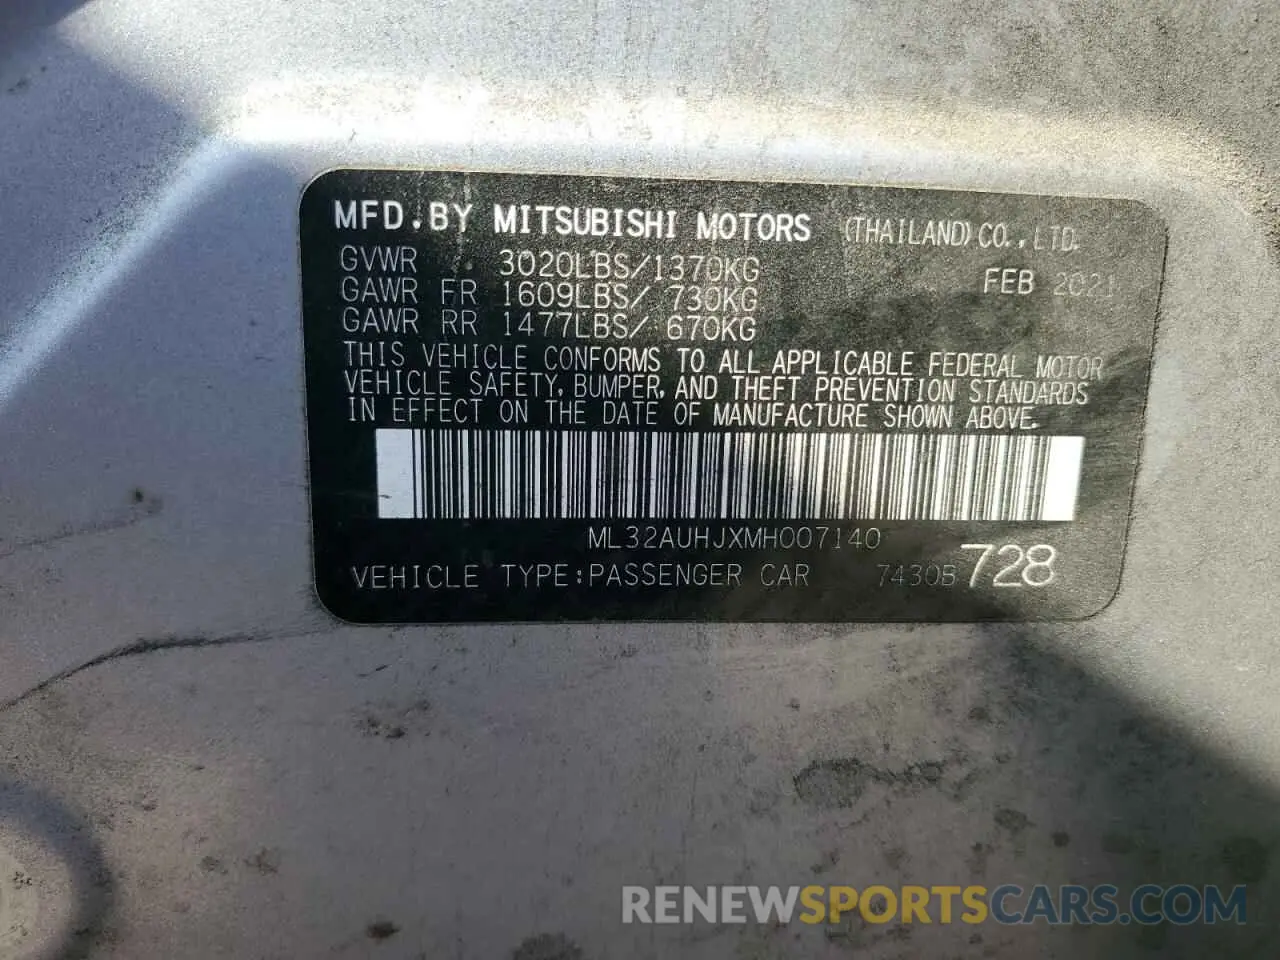 MFD.BY MITSUBISHI MOTORS (THAILAND) CO.,LTD.
GVWR 3020LBS/1370KG FEB 2021
GAWR FR 1609LBS/ 730KG
GAWR RR 1477LBS/ 670KG
THIS VEHICLE CONFORMS TO ALL APPLICABLE FEDERAL MOTOR
VEHICLE SAFETY, BUMPER, AND THEFT PREVENTION STANDARDS
IN EFFECT ON THE DATE OF MANUFACTURE SHOWN ABOVE.
ML32AUHJXMH007140
VEHICLE TYPE:PASSENGER CAR 7430B 728
RENEWSPORTSCARS.COM